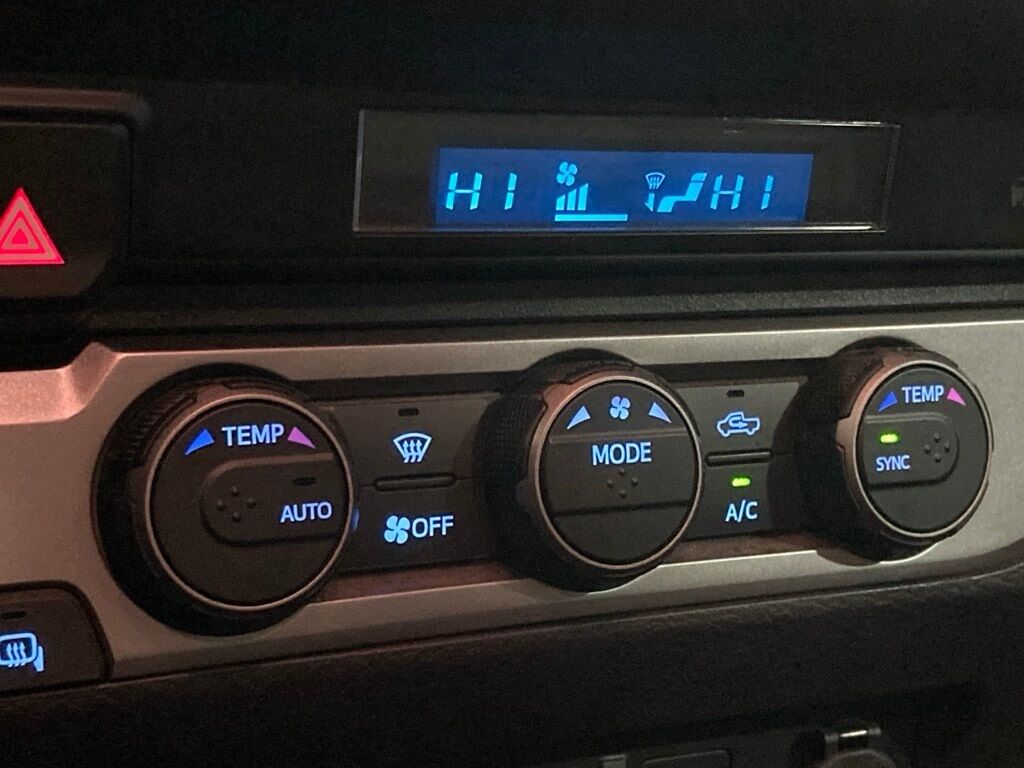 HI HI
TEMP
AUTO
OFF
MODE
A/C
TEMP
SYNC